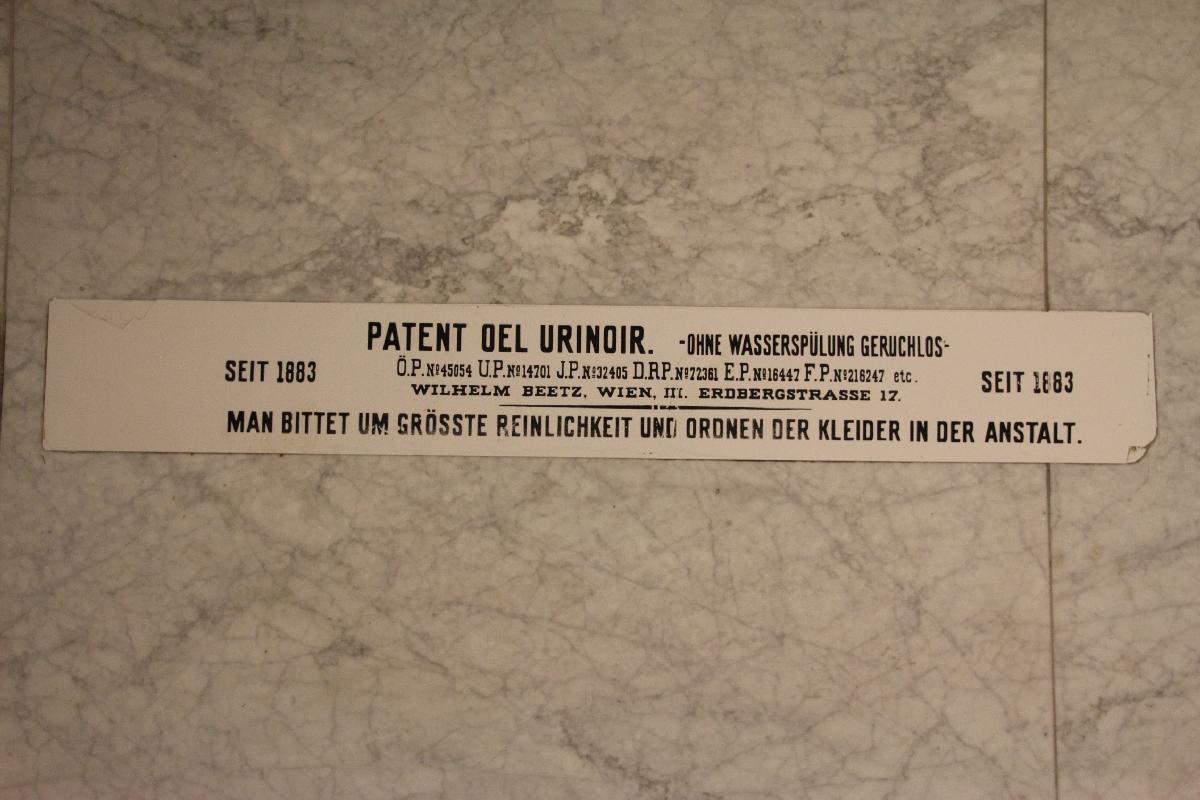 PATENT OEL URINOIR. -OHNE WASSERSPÜLUNG GERUCHLOS-
SEIT 1883 Ö.P.№45054 U.P.№14701 J.P.№32405 D.R.P.№72361 E.P.№16447 F.P.№216247 etc. SEIT 1883
WILHELM BEETZ, WIEN, III. ERDBERGSTRASSE 17.
MAN BITTET UM GRÖSSTE REINLICHKEIT UND ORDNEN DER KLEIDER IN DER ANSTALT.